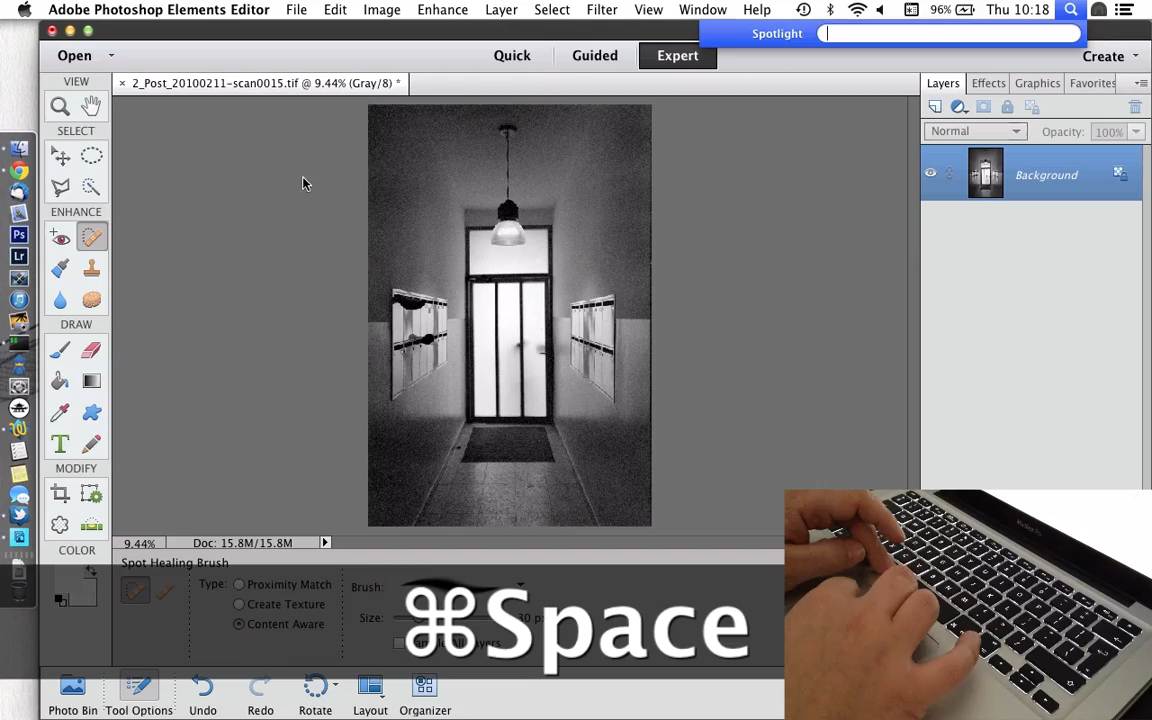 Adobe Photoshop Elements Editor File Edit Image Enhance Layer Select Filter View Window Help 96% Thu 10:18
Spotlight
Open Quick Guided Expert Create
VIEW
× 2_Post_20100211-scan0015.tif @ 9.44% (Gray/8) *
Layers Effects Graphics Favorites
SELECT
Normal Opacity: 100%
Background
Ps
ENHANCE
Lr
DRAW
T
MODIFY
COLOR
9.44% Doc: 15.8M/15.8M
Spot Healing Brush
Type: Proximity Match Brush:
Create Texture Size: 30 p
Content Aware
⌘Space
Photo Bin Tool Options Undo Redo Rotate Layout Organizer